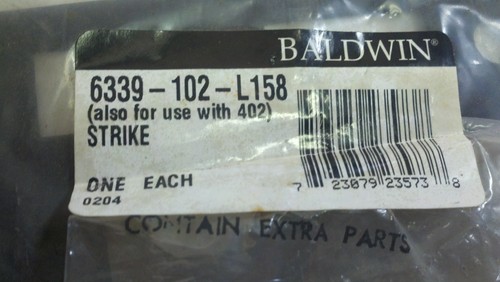 BALDWIN®
6339-102-L158
(also for use with 402)
STRIKE
ONE EACH
0204
7 23079 23573 8
CONTAIN EXTRA PARTS